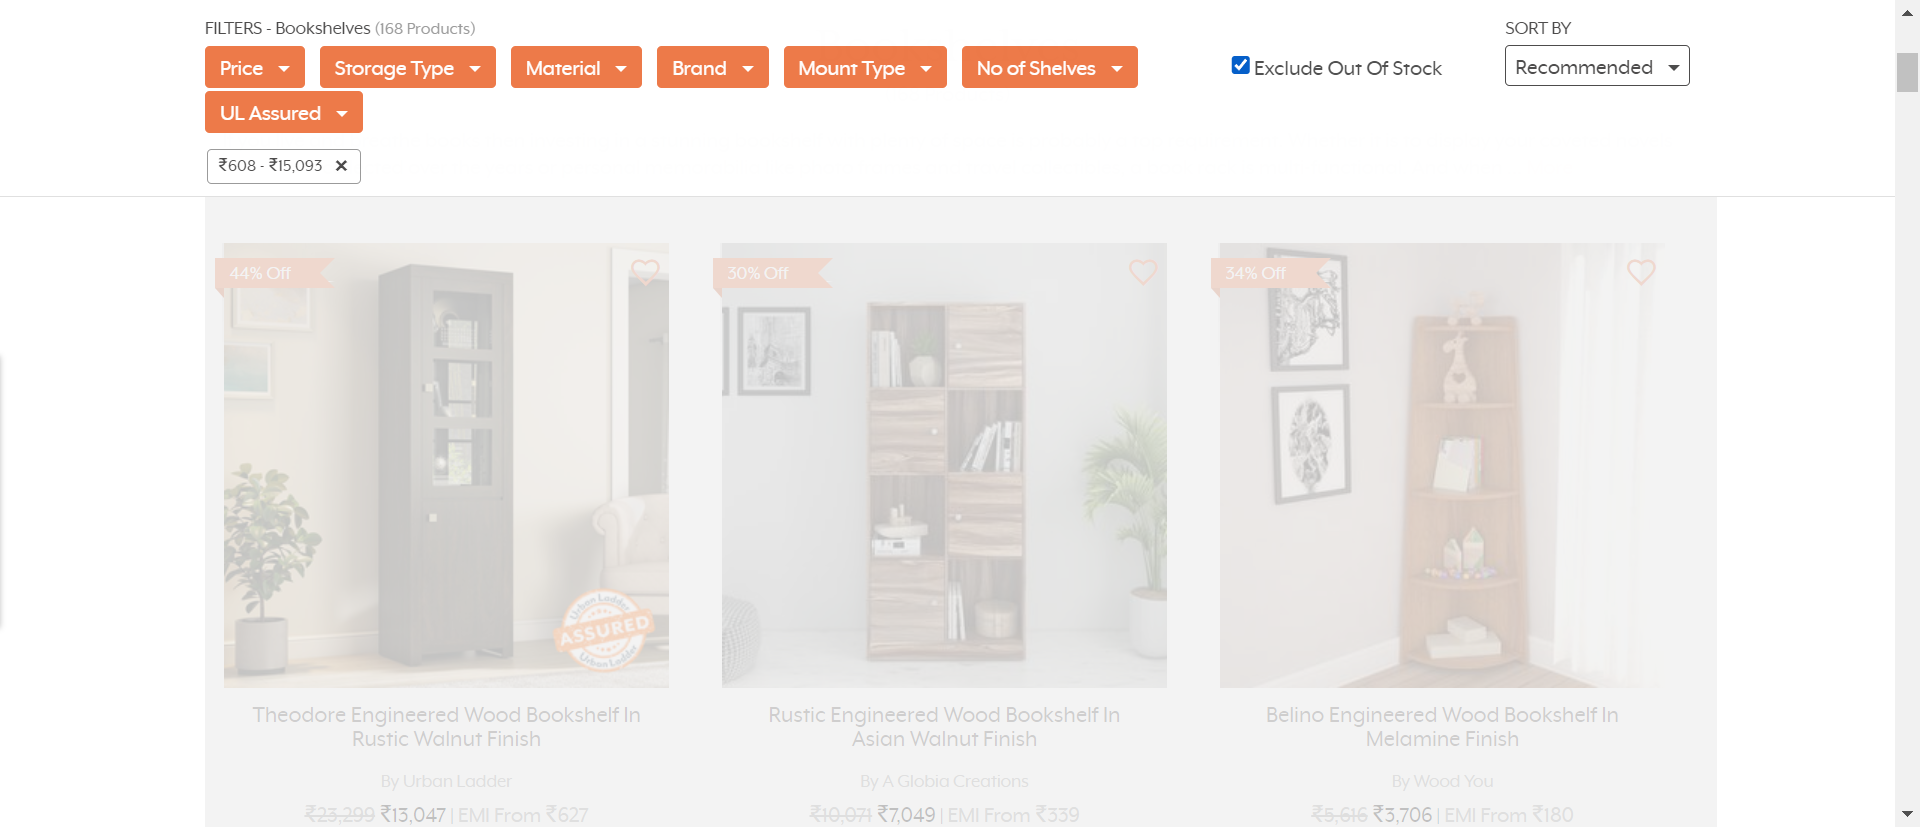 FILTERS - Bookshelves (168 Products)
SORT BY
Price
Storage Type
Material
Brand
Mount Type
No of Shelves
Exclude Out Of Stock
Recommended
UL Assured
₹608 - ₹15,093 ×
44% Off
30% Off
34% Off
Urban Ladder
ASSURED
Urban Ladder
Theodore Engineered Wood Bookshelf In
Rustic Walnut Finish
By Urban Ladder
₹23,299 ₹13,047 | EMI From ₹627
Rustic Engineered Wood Bookshelf In
Asian Walnut Finish
By A Globia Creations
₹10,071 ₹7,049 | EMI From ₹339
Belino Engineered Wood Bookshelf In
Melamine Finish
By Wood You
₹5,616 ₹3,706 | EMI From ₹180